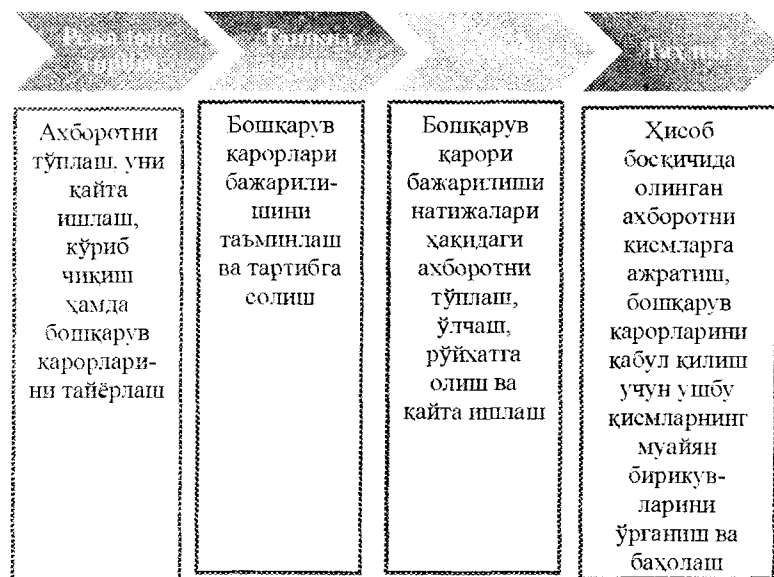 Таҳлил
Ахборотни
тўплаш, уни
қайта
ишлаш,
кўриб
чиқиш
ҳамда
бошқарув
қарорлари-
ни тайёрлаш
Бошқарув
қарорлари
бажарили-
шини
таъминлаш
ва тартибга
солиш
Бошқарув
қарори
бажарилиши
натижалари
ҳақидаги
ахборотни
тўплаш,
ўлчаш,
рўйхатга
олиш ва
қайта ишлаш
Ҳисоб
босқичида
олинган
ахборотни
қисмларга
ажратиш,
бошқарув
қарорларини
қабул қилиш
учун ушбу
қисмларнинг
муайян
бирикув-
ларини
ўрганиш ва
баҳолаш